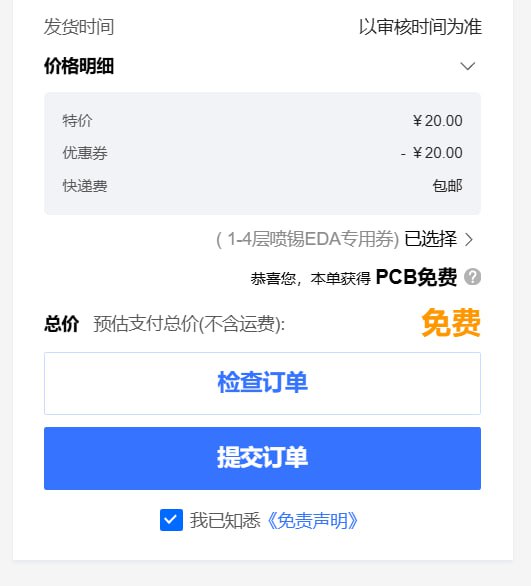 发货时间 以审核时间为准
价格明细
特价 ¥20.00
优惠券 - ¥20.00
快递费 包邮
( 1-4层喷锡EDA专用券) 已选择
恭喜您，本单获得 PCB免费 ?
总价 预估支付总价(不含运费): 免费
检查订单
提交订单
我已知悉《免责声明》